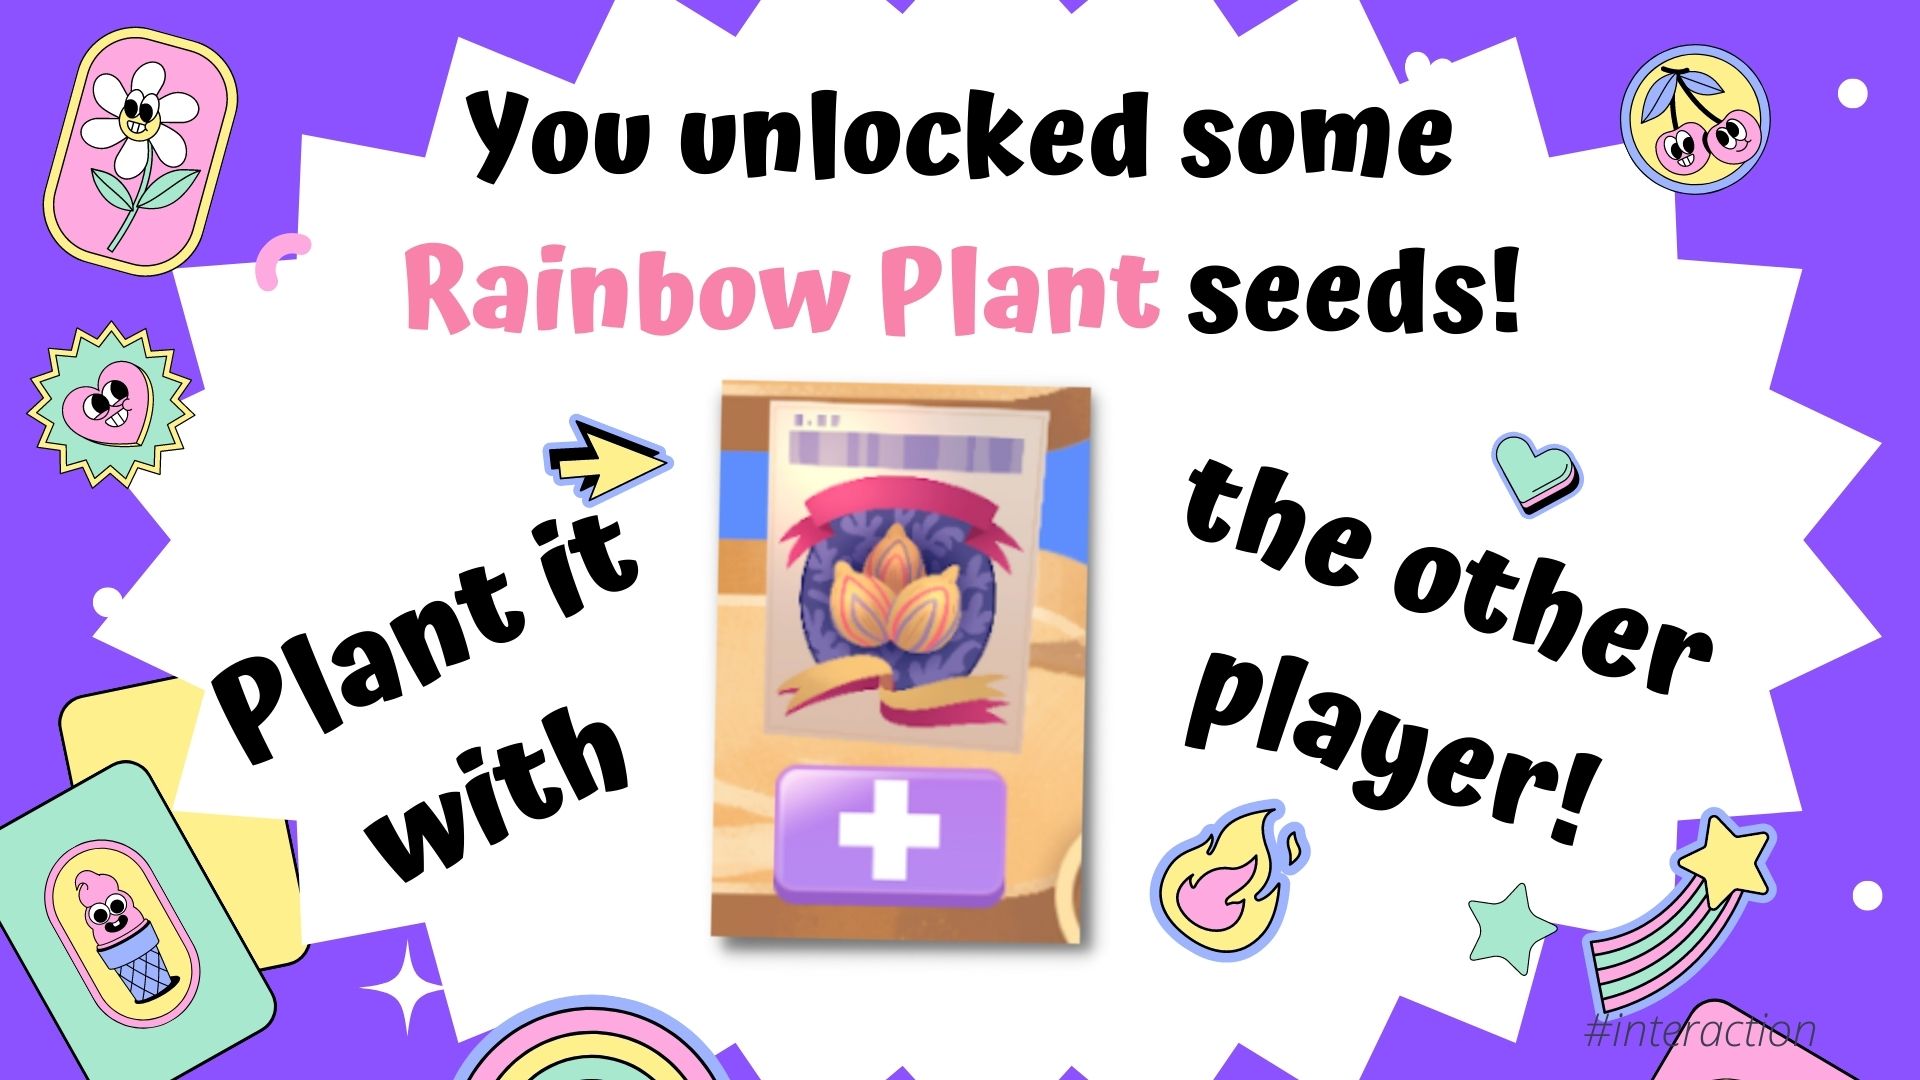 You unlocked some
Rainbow Plant seeds!
Plant it
with
the other
player!
#interaction